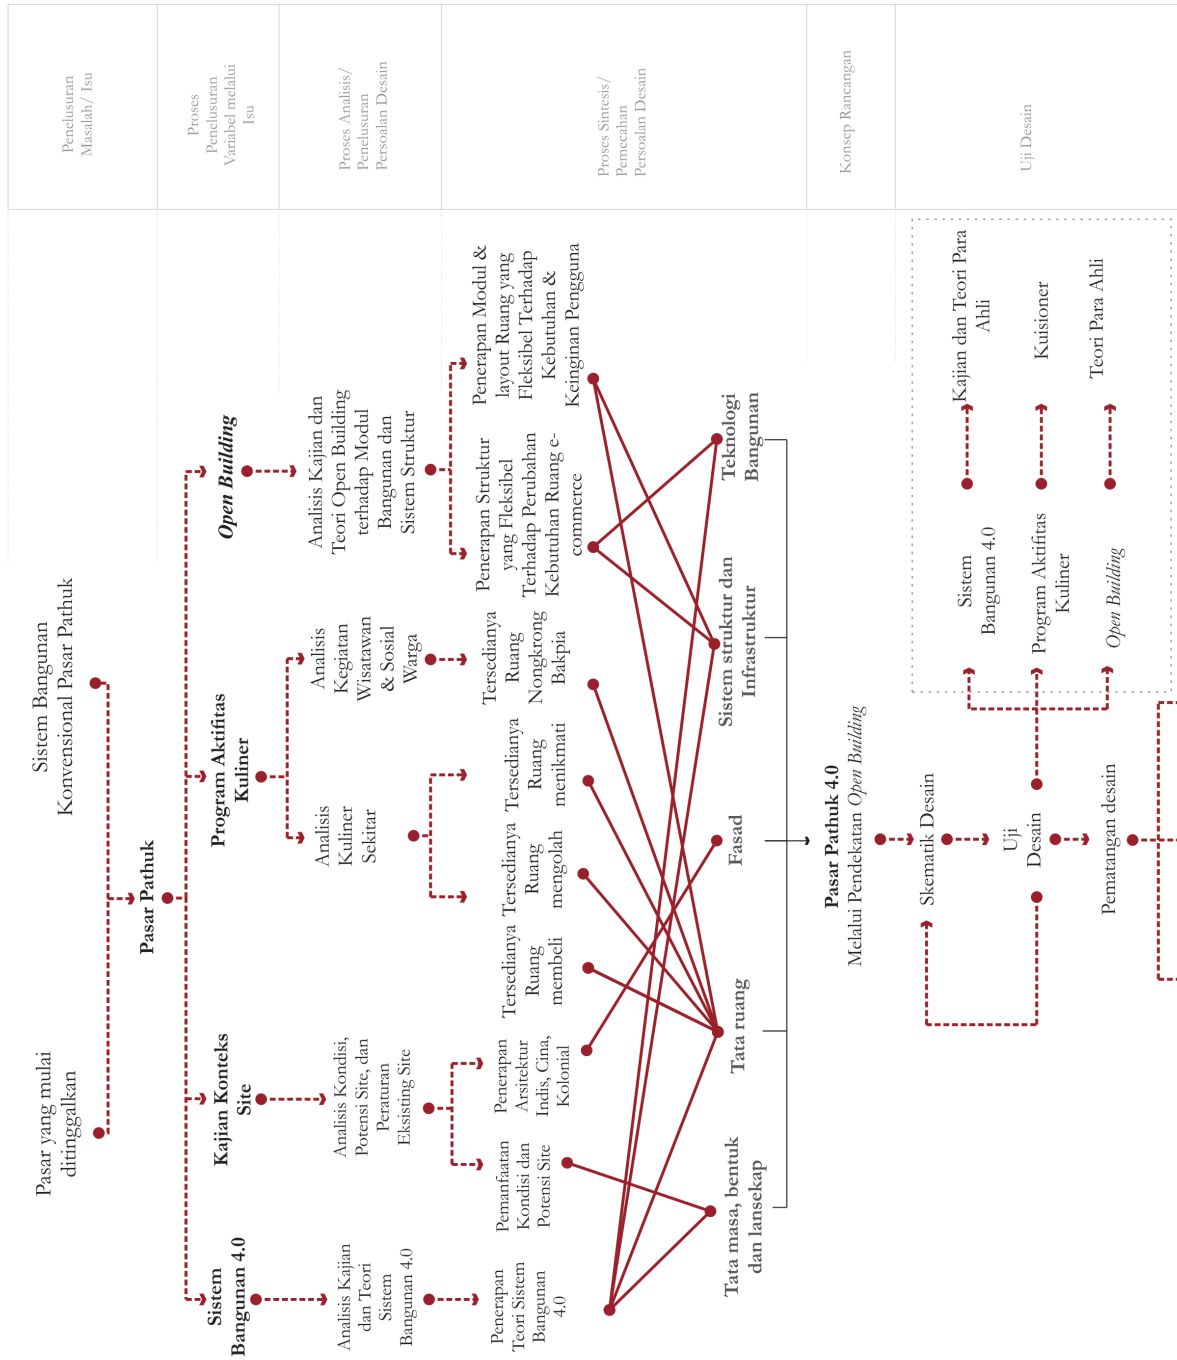 Penelusuran
Masalah/ Isu
Pasar yang mulai
ditinggalkan
Sistem Bangunan
Konvensional Pasar Pathuk
Pasar Pathuk
Proses
Penelusuran
Variabel melalui
Isu
Sistem
Bangunan 4.0
Kajian Konteks
Site
Program Aktifitas
Kuliner
Open Building
Proses Analisis/
Penelusuran
Persoalan Desain
Analisis Kajian
dan Teori
Sistem
Bangunan 4.0
Analisis Kondisi,
Potensi Site, dan
Peraturan
Eksisting Site
Analisis
Kuliner
Sekitar
Analisis
Kegiatan
Wisatawan
& Sosial
Warga
Analisis Kajian dan
Teori Open Building
terhadap Modul
Bangunan dan
Sistem Struktur
Proses Sintesis/
Pemecahan
Persoalan Desain
Penerapan
Teori Sistem
Bangunan
4.0
Pemanfaatan
Kondisi dan
Potensi Site
Penerapan
Arsitektur
Indis, Cina,
Kolonial
Tersedianya
Ruang
membeli
Tersedianya
Ruang
mengolah
Tersedianya
Ruang
menikmati
Tersedianya
Ruang
Nongkrong
Bakpia
Penerapan Struktur
yang Fleksibel
Terhadap Perubahan
Kebutuhan Ruang e-
commerce
Penerapan Modul &
layout Ruang yang
Fleksibel Terhadap
Kebutuhan &
Keinginan Pengguna
Tata masa, bentuk
dan lansekap
Tata ruang
Fasad
Sistem struktur dan
Infrastruktur
Teknologi
Bangunan
Konsep Rancangan
Pasar Pathuk 4.0
Melalui Pendekatan Open Building
Uji Desain
Skematik Desain
Uji
Desain
Pematangan desain
Sistem
Bangunan 4.0
Program Aktifitas
Kuliner
Open Building
Kajian dan Teori Para
Ahli
Kuisioner
Teori Para Ahli